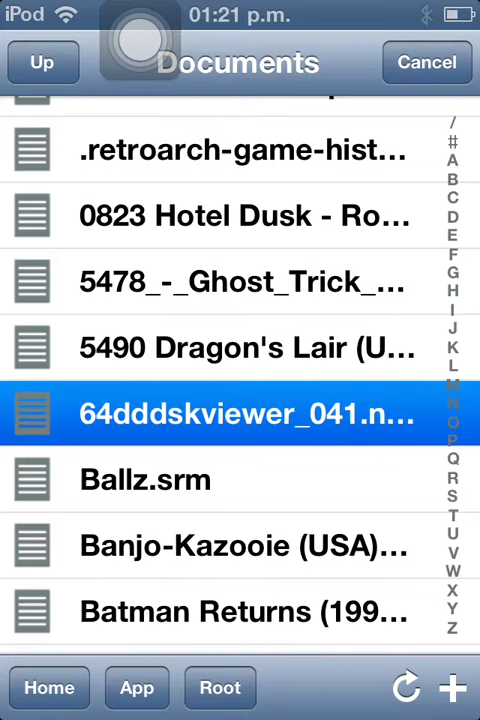 iPod 01:21 p.m.
Up Documents Cancel
.retroarch-game-hist...
0823 Hotel Dusk - Ro...
5478_-_Ghost_Trick_...
5490 Dragon's Lair (U...
64dddskviewer_041.n...
Ballz.srm
Banjo-Kazooie (USA)...
Batman Returns (199...
/
#
A
B
C
D
E
F
G
H
I
J
K
L
M
N
O
P
Q
R
S
T
U
V
W
X
Y
Z
Home App Root